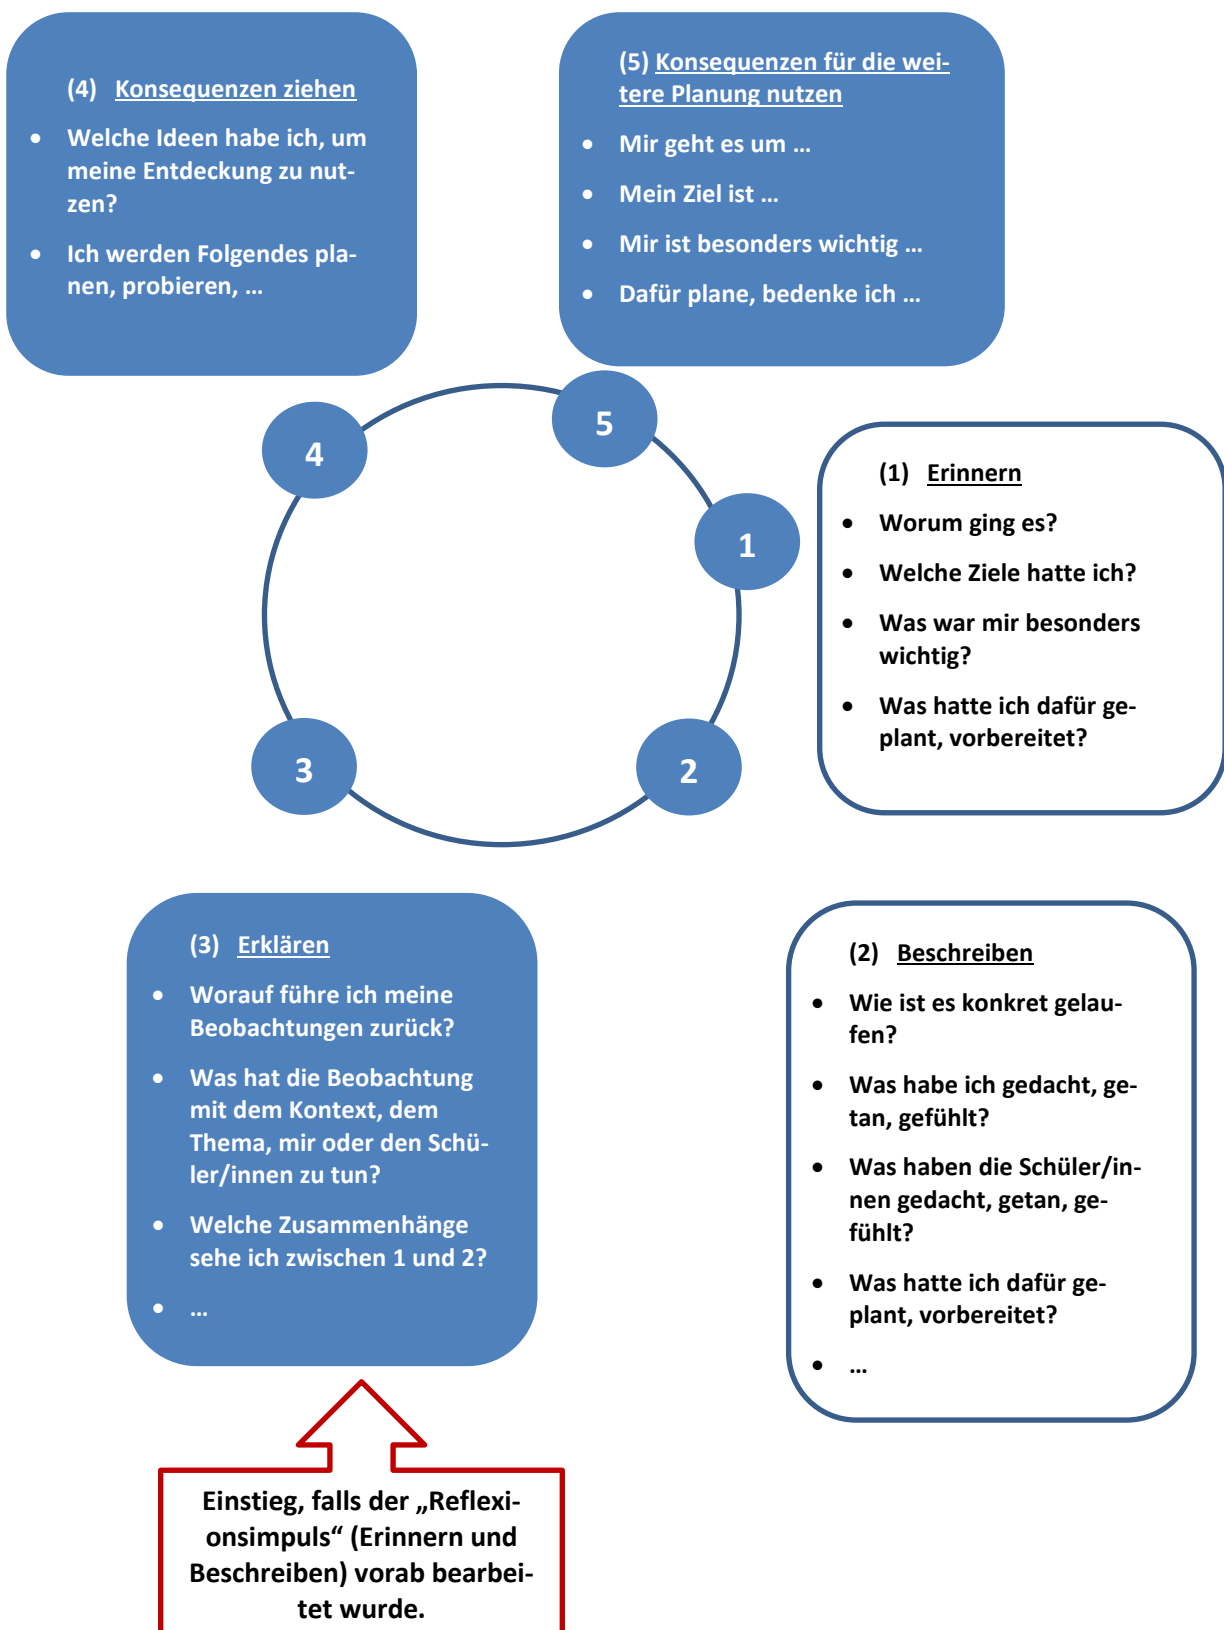 (4) Konsequenzen ziehen
• Welche Ideen habe ich, um
meine Entdeckung zu nut-
zen?
• Ich werden Folgendes pla-
nen, probieren, …
(5) Konsequenzen für die wei-
tere Planung nutzen
• Mir geht es um …
• Mein Ziel ist …
• Mir ist besonders wichtig …
• Dafür plane, bedenke ich …
5
4
1
3
2
(1) Erinnern
• Worum ging es?
• Welche Ziele hatte ich?
• Was war mir besonders
wichtig?
• Was hatte ich dafür ge-
plant, vorbereitet?
(3) Erklären
• Worauf führe ich meine
Beobachtungen zurück?
• Was hat die Beobachtung
mit dem Kontext, dem
Thema, mir oder den Schü-
ler/innen zu tun?
• Welche Zusammenhänge
sehe ich zwischen 1 und 2?
• …
(2) Beschreiben
• Wie ist es konkret gelau-
fen?
• Was habe ich gedacht, ge-
tan, gefühlt?
• Was haben die Schüler/in-
nen gedacht, getan, ge-
fühlt?
• Was hatte ich dafür ge-
plant, vorbereitet?
• …
Einstieg, falls der „Reflexi-
onsimpuls“ (Erinnern und
Beschreiben) vorab bearbei-
tet wurde.